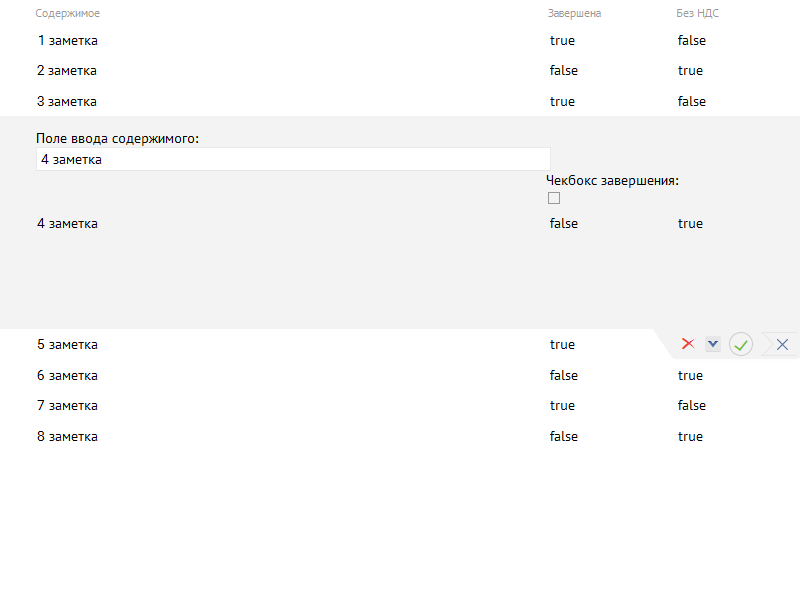 Содержимое Завершена Без НДС
1 заметка true false
2 заметка false true
3 заметка true false
Поле ввода содержимого:
4 заметка
Чекбокс завершения:
4 заметка false true
5 заметка true
6 заметка false true
7 заметка true false
8 заметка false true